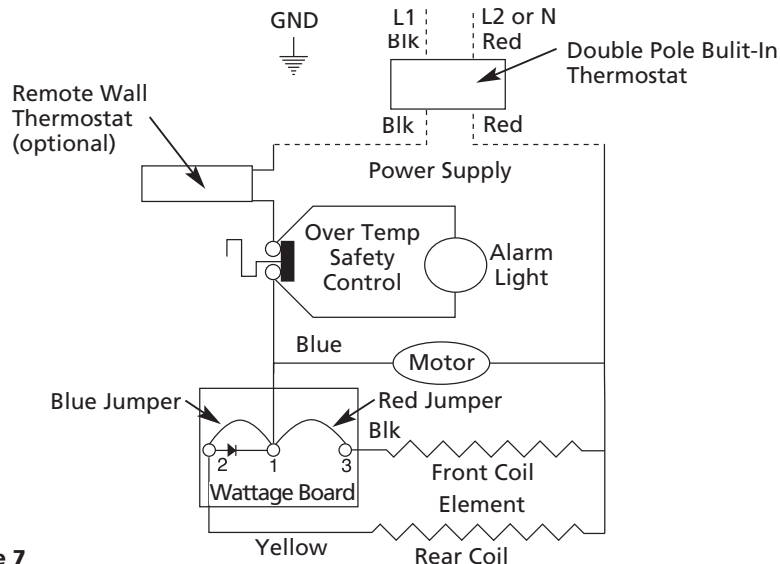 GND
L1
Blk
L2 or N
Red
Double Pole Bulit-In
Thermostat
Remote Wall
Thermostat
(optional)
Blk
Red
Power Supply
Over Temp
Safety
Control
Alarm
Light
Blue
Motor
Blue Jumper
Red Jumper
Blk
2
1
3
Front Coil
Wattage Board
Element
Yellow
Rear Coil
e 7